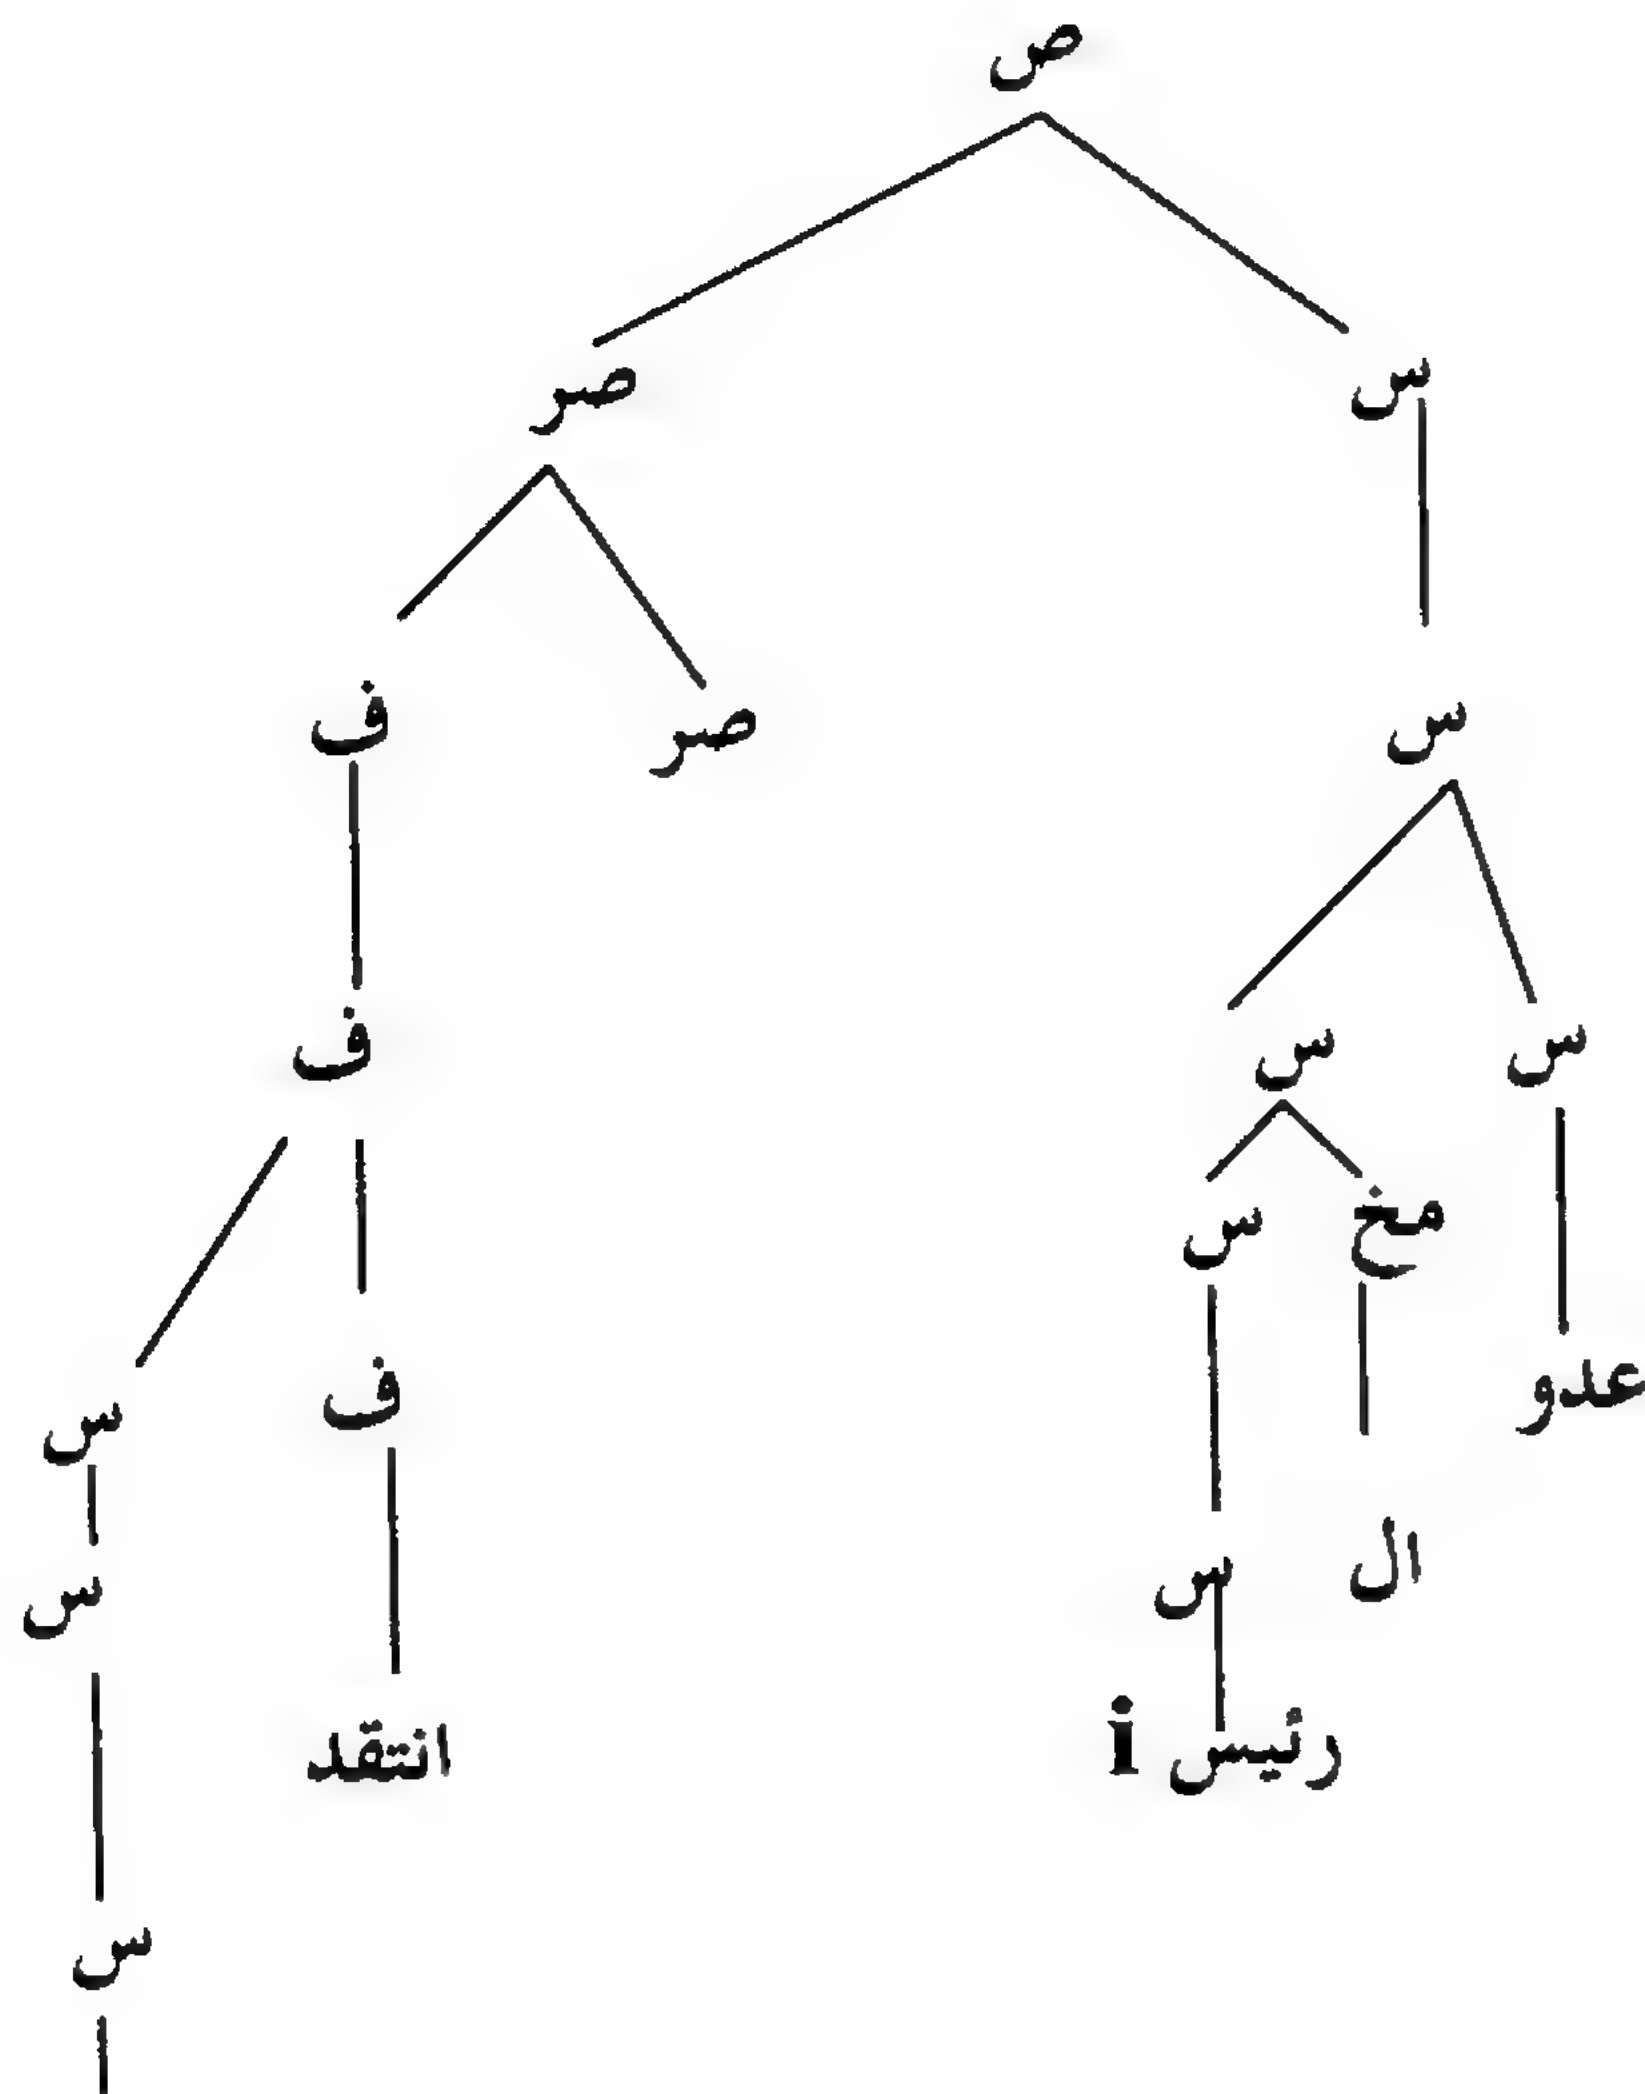 ص
س صر
س ف صر
س س ف
مخ س
س ف عدو
س ال
س
رئيس i انتقد
س